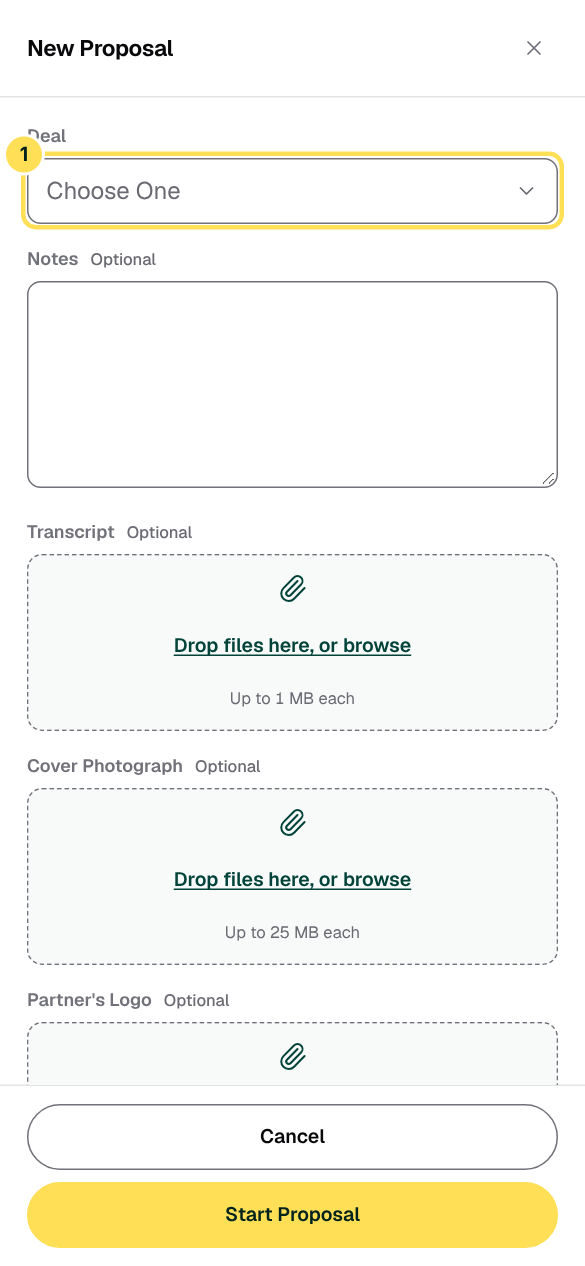 New Proposal
Deal
1
Choose One
Notes Optional
Transcript Optional
Drop files here, or browse
Up to 1 MB each
Cover Photograph Optional
Drop files here, or browse
Up to 25 MB each
Partner's Logo Optional
Cancel
Start Proposal